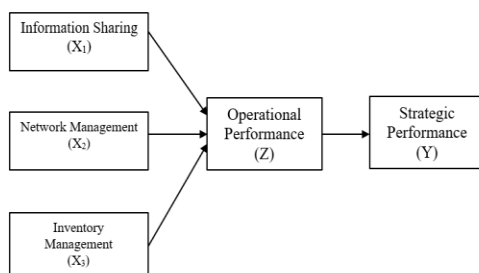 Information Sharing
(X₁)
Network Management
(X₂)
Inventory
Management
(X₃)
Operational
Performance
(Z)
Strategic
Performance
(Y)